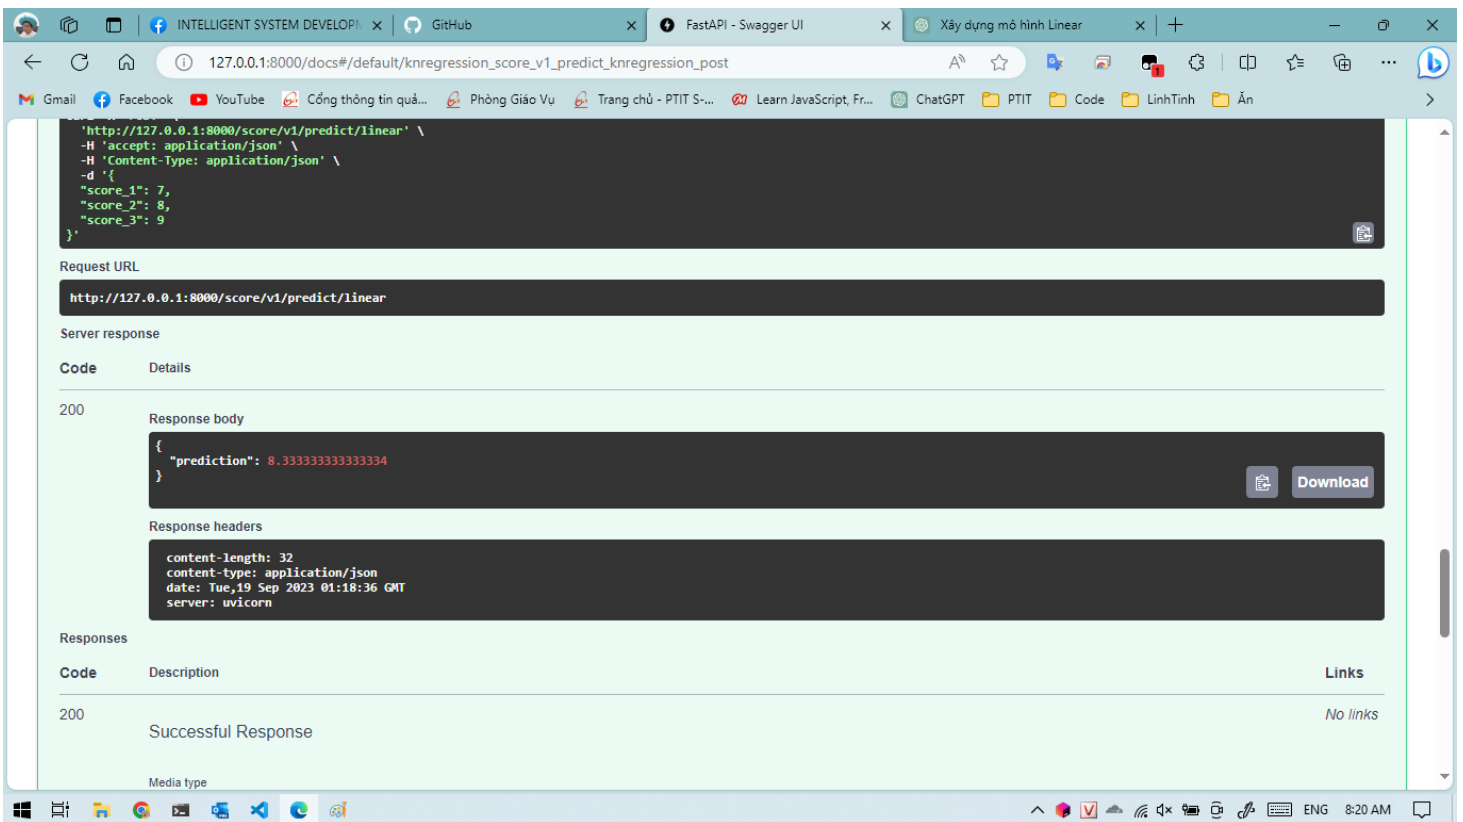 INTELLIGENT SYSTEM DEVELOPM
GitHub
FastAPI - Swagger UI
Xây dựng mô hình Linear
127.0.0.1:8000/docs#/default/knregression_score_v1_predict_knregression_post
Gmail Facebook YouTube Cổng thông tin quả... Phòng Giáo Vụ Trang chủ - PTIT S-... Learn JavaScript, Fr... ChatGPT PTIT Code LinhTinh Ăn
'http://127.0.0.1:8000/score/v1/predict/linear' \
-H 'accept: application/json' \
-H 'Content-Type: application/json' \
-d '{
"score_1": 7,
"score_2": 8,
"score_3": 9
}'
Request URL
http://127.0.0.1:8000/score/v1/predict/linear
Server response
Code Details
200
Response body
{
"prediction": 8.333333333333334
}
Download
Response headers
content-length: 32
content-type: application/json
date: Tue,19 Sep 2023 01:18:36 GMT
server: uvicorn
Responses
Code Description Links
200
Successful Response
No links
Media type
ENG 8:20 AM